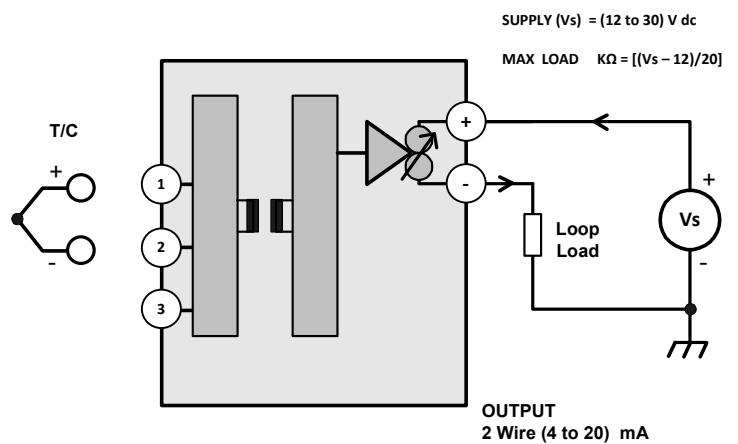 SUPPLY (Vs) = (12 to 30) V dc
MAX LOAD KΩ = [(Vs – 12)/20]
T/C
+
-
1
2
3
+
-
Loop
Load
+
Vs
-
OUTPUT
2 Wire (4 to 20) mA